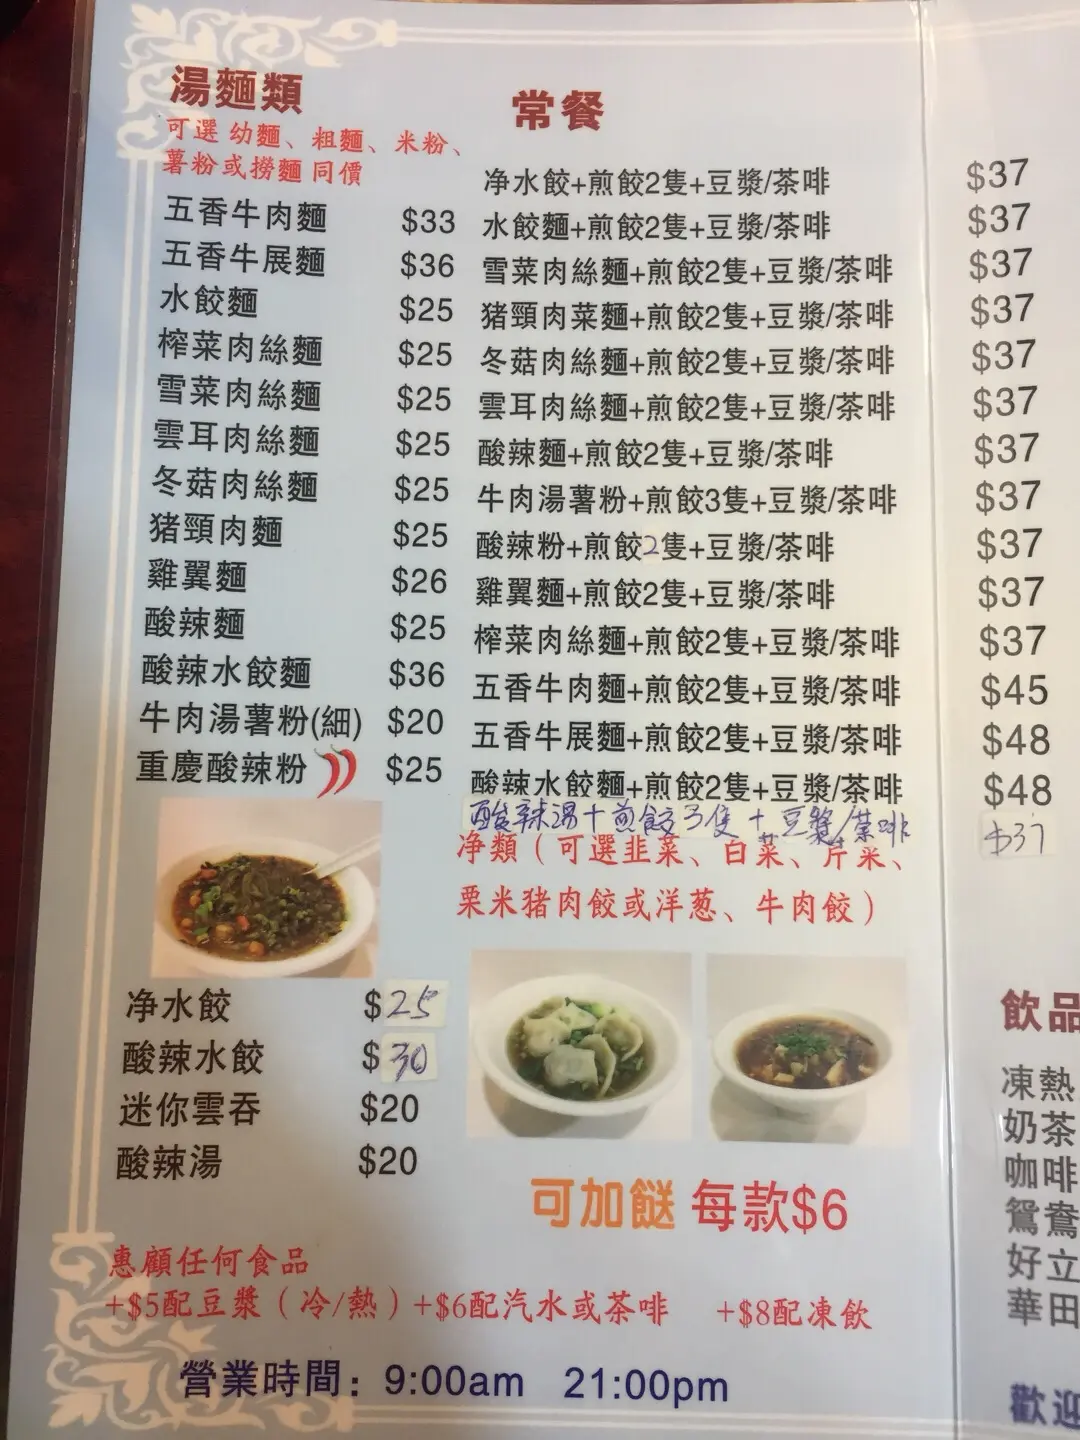 湯麵類
可選 幼麵、粗麵、米粉、
薯粉或撈麵 同價
五香牛肉麵 $33
五香牛展麵 $36
水餃麵 $25
榨菜肉絲麵 $25
雪菜肉絲麵 $25
雲耳肉絲麵 $25
冬菇肉絲麵 $25
猪頸肉麵 $25
雞翼麵 $26
酸辣麵 $25
酸辣水餃麵 $36
牛肉湯薯粉(細) $20
重慶酸辣粉 $25
净水餃 $25
酸辣水餃 $30
迷你雲吞 $20
酸辣湯 $20
常餐
净水餃+煎餃2隻+豆漿/茶啡 $37
水餃麵+煎餃2隻+豆漿/茶啡 $37
雪菜肉絲麵+煎餃2隻+豆漿/茶啡 $37
猪頸肉菜麵+煎餃2隻+豆漿/茶啡 $37
冬菇肉絲麵+煎餃2隻+豆漿/茶啡 $37
雲耳肉絲麵+煎餃2隻+豆漿/茶啡 $37
酸辣麵+煎餃2隻+豆漿/茶啡 $37
牛肉湯薯粉+煎餃3隻+豆漿/茶啡 $37
酸辣粉+煎餃2隻+豆漿/茶啡 $37
雞翼麵+煎餃2隻+豆漿/茶啡 $37
榨菜肉絲麵+煎餃2隻+豆漿/茶啡 $37
五香牛肉麵+煎餃2隻+豆漿/茶啡 $45
五香牛展麵+煎餃2隻+豆漿/茶啡 $48
酸辣水餃麵+煎餃2隻+豆漿/茶啡 $48
酸辣湯+煎餃3隻+豆漿/茶啡 $37
净類（可選韭菜、白菜、芹菜、
粟米猪肉餃或洋葱、牛肉餃）
可加餸 每款$6
惠顧任何食品
+$5配豆漿（冷/熱）+$6配汽水或茶啡 +$8配凍飲
營業時間：9:00am 21:00pm
飲品
凍熱
奶茶
咖啡
鴛鴦
好立
華田
歡迎